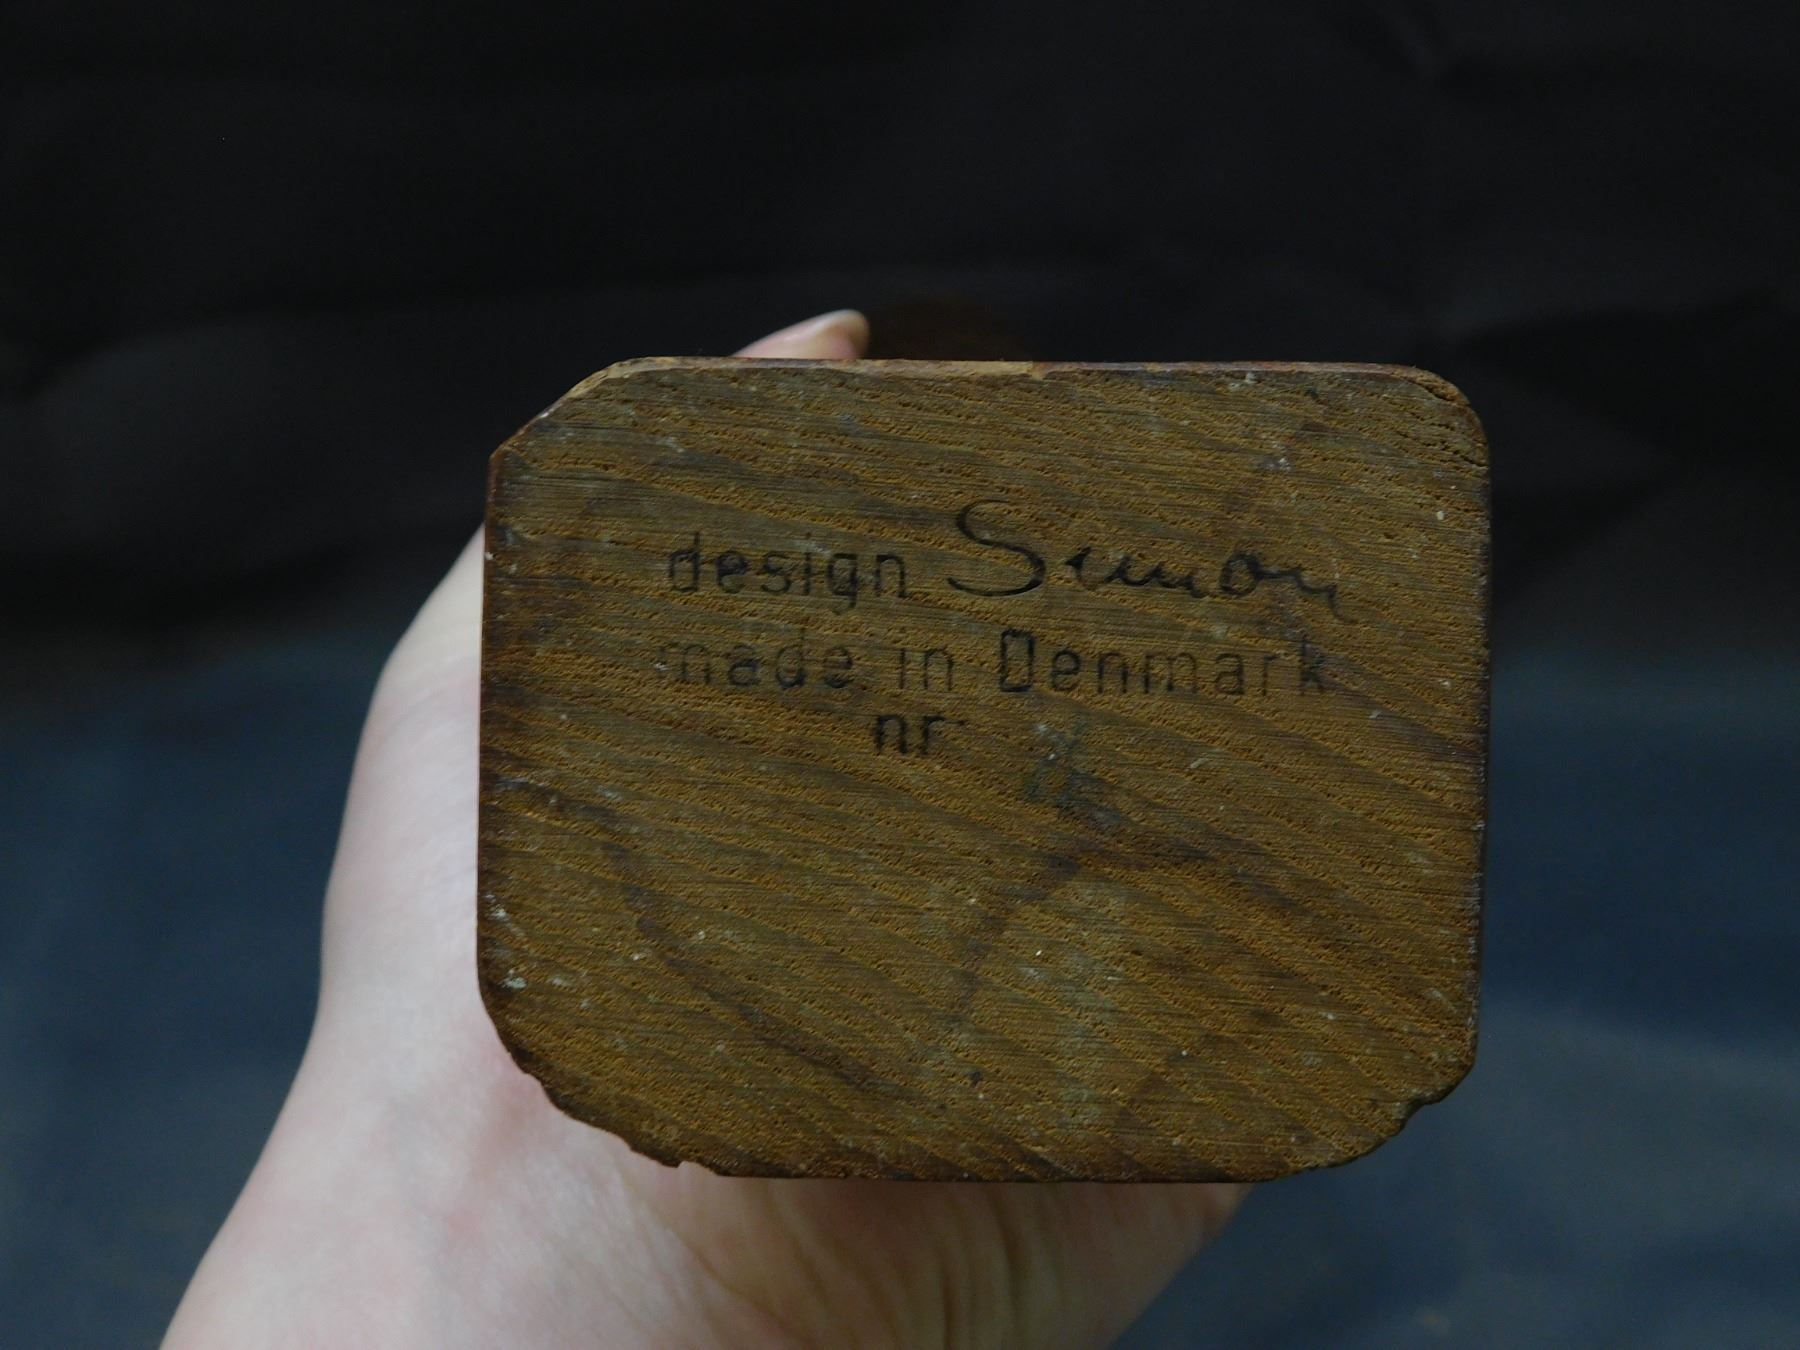 design Simon
made in Denmark
nr